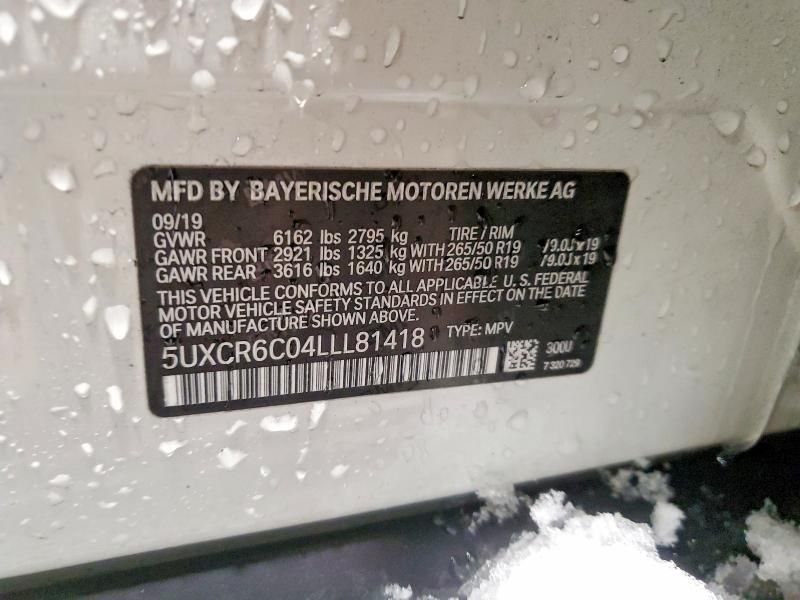 MFD BY BAYERISCHE MOTOREN WERKE AG
09/19
GVWR 6162 lbs 2795 kg TIRE / RIM
GAWR FRONT 2921 lbs 1325 kg WITH 265/50 R19 /9.0J x 19
GAWR REAR 3616 lbs 1640 kg WITH 265/50 R19 /9.0J x 19
THIS VEHICLE CONFORMS TO ALL APPLICABLE U. S. FEDERAL
MOTOR VEHICLE SAFETY STANDARDS IN EFFECT ON THE DATE
OF MANUFACTURE SHOWN ABOVE.
5UXCR6C04LLL81418 TYPE: MPV
300U
7 320 729